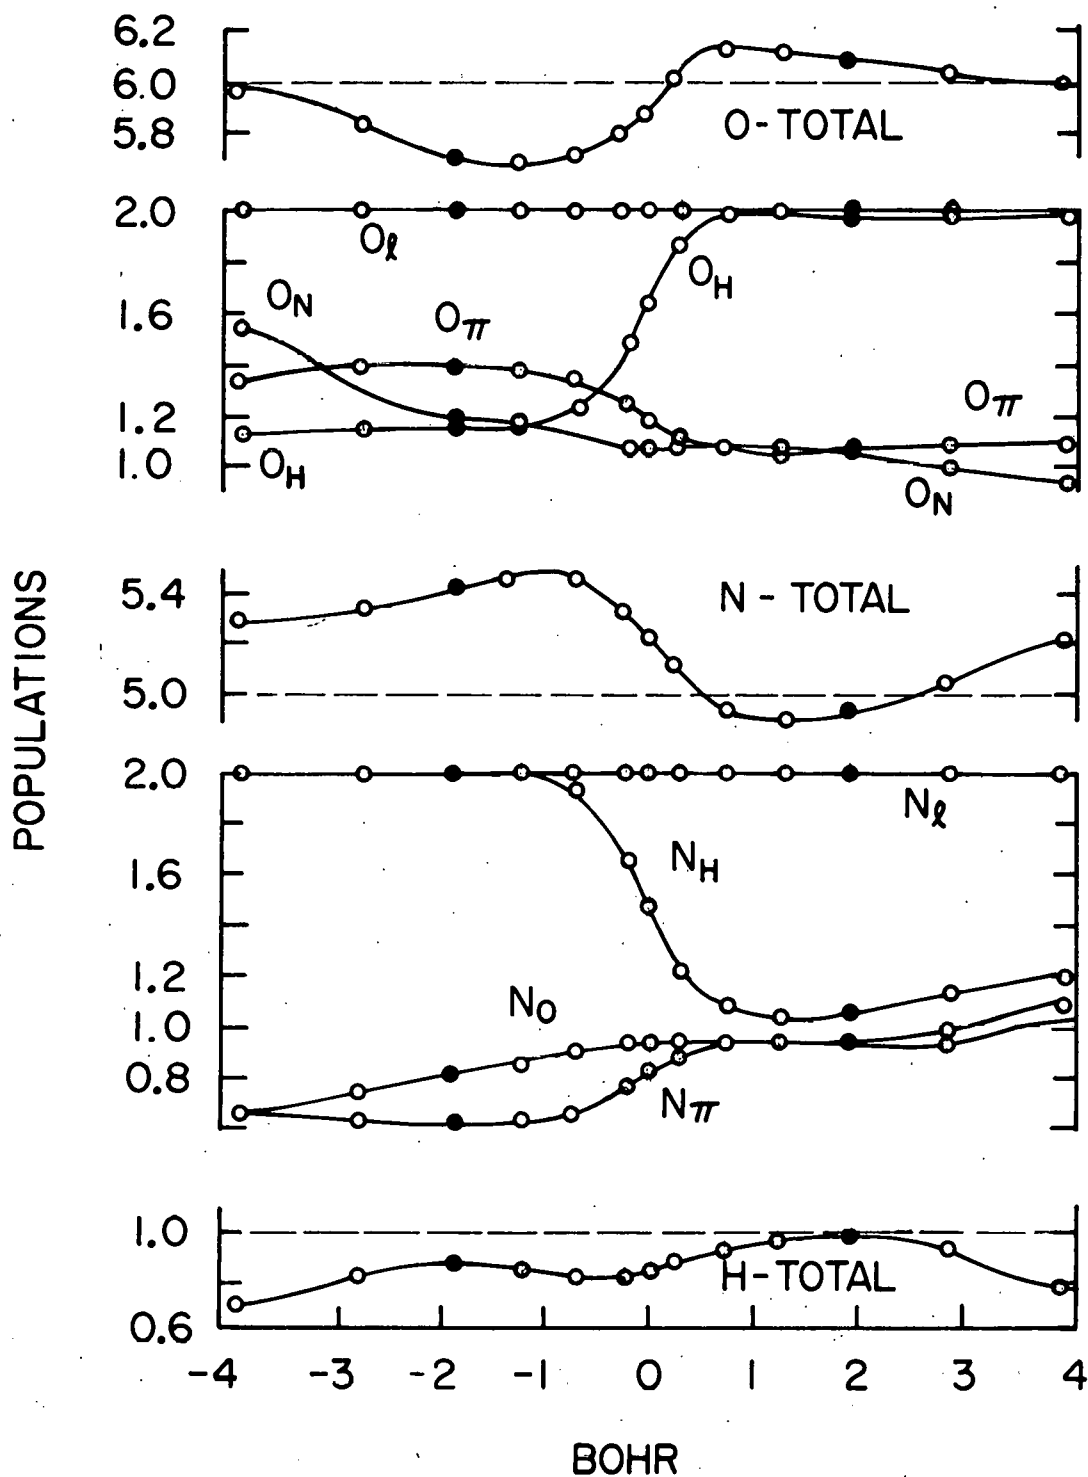 6.2
6.0
5.8
O-TOTAL
2.0
Oℓ
OH
ON
Oπ
1.6
Oπ
1.2
1.0
OH
ON
POPULATIONS
5.4
N - TOTAL
5.0
2.0
Nℓ
NH
1.6
1.2
NO
1.0
0.8
Nπ
1.0
H-TOTAL
0.6
-4 -3 -2 -1 0 1 2 3 4
BOHR